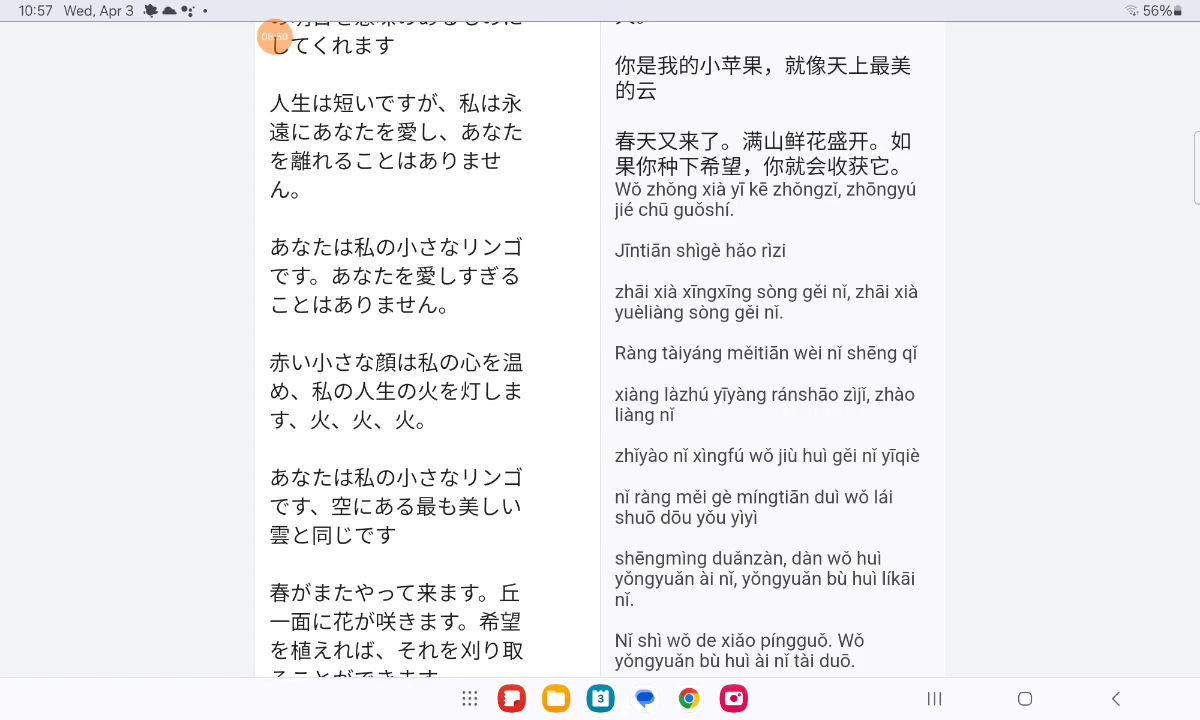 10:57 Wed, Apr 3
56%
08:50
してくれます
人生は短いですが、私は永
遠にあなたを愛し、あなた
を離れることはありませ
ん。
あなたは私の小さなリンゴ
です。あなたを愛しすぎる
ことはありません。
赤い小さな顔は私の心を温
め、私の人生の火を灯しま
す、火、火、火。
あなたは私の小さなリンゴ
です、空にある最も美しい
雲と同じです
春がまたやって来ます。丘
一面に花が咲きます。希望
を植えれば、それを刈り取
ることができます
你是我的小苹果，就像天上最美
的云
春天又来了。满山鲜花盛开。如
果你种下希望，你就会收获它。
Wǒ zhǒng xià yī kē zhǒngzǐ, zhōngyú
jié chū guǒshí.
Jīntiān shìgè hǎo rìzi
zhāi xià xīngxīng sòng gěi nǐ, zhāi xià
yuèliàng sòng gěi nǐ.
Ràng tàiyáng měitiān wèi nǐ shēng qǐ
xiàng làzhú yīyàng ránshāo zìjǐ, zhào
liàng nǐ
zhǐyào nǐ xìngfú wǒ jiù huì gěi nǐ yīqiè
nǐ ràng měi gè míngtiān duì wǒ lái
shuō dōu yǒu yìyì
shēngmìng duǎnzàn, dàn wǒ huì
yǒngyuǎn ài nǐ, yǒngyuǎn bù huì líkāi
nǐ.
Nǐ shì wǒ de xiǎo píngguǒ. Wǒ
yǒngyuǎn bù huì ài nǐ tài duō.
3